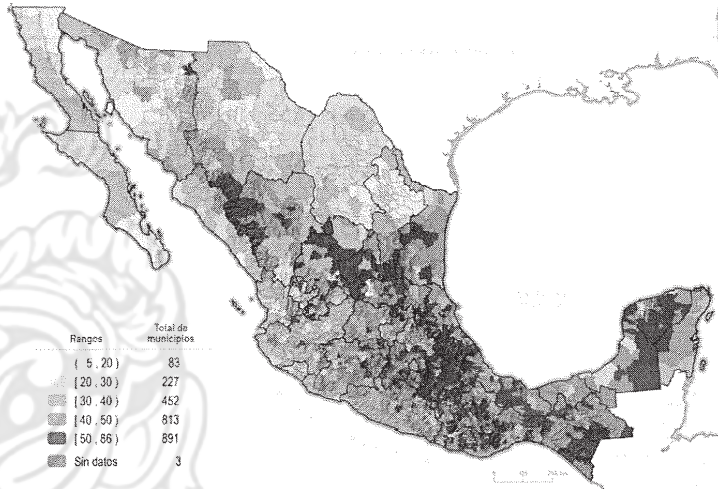 Rangos Total de municipios
( 5 , 20 ) 83
[ 20 , 30 ) 227
[ 30 , 40 ) 452
[ 40 , 50 ) 813
[ 50 , 86 ) 891
Sin datos 3